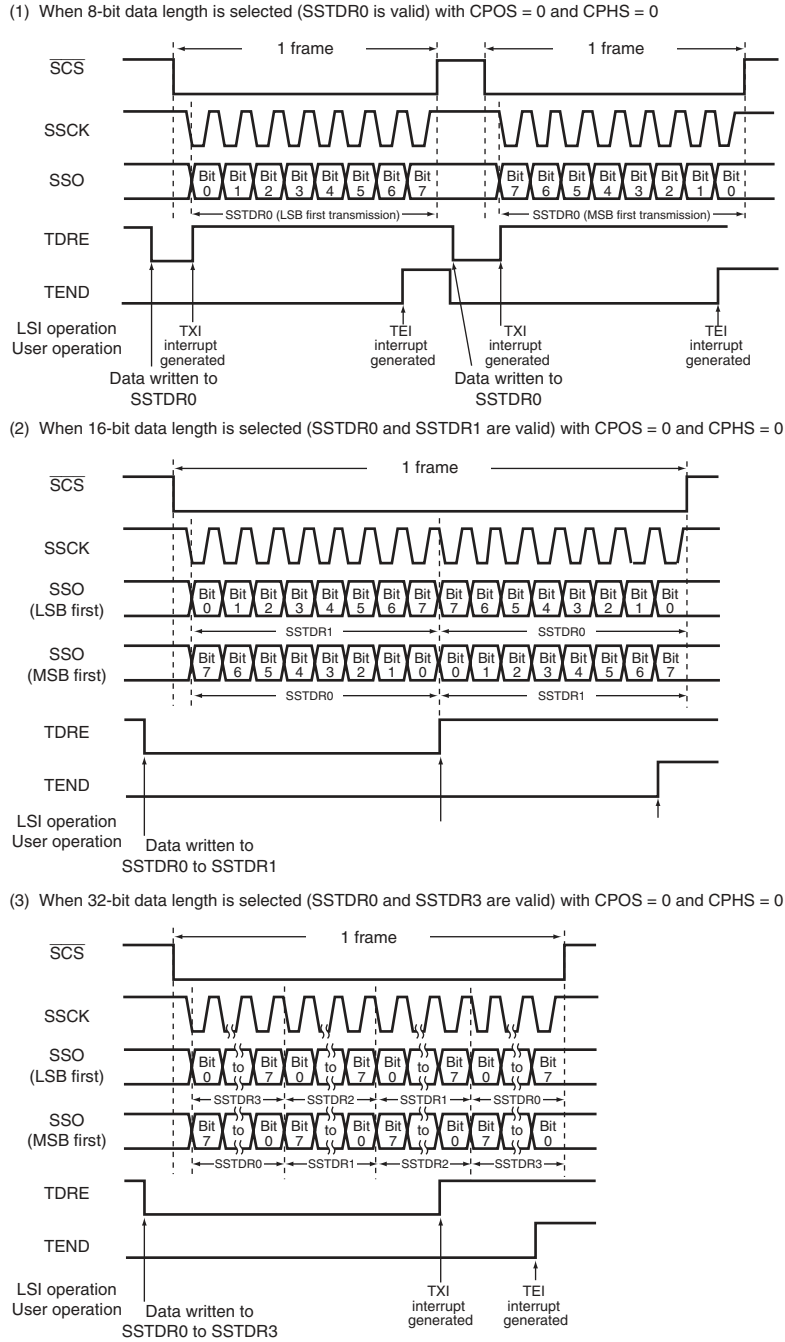 (1) When 8-bit data length is selected (SSTDR0 is valid) with CPOS = 0 and CPHS = 0
1 frame 1 frame
SCS
SSCK
SSO Bit 0 Bit 1 Bit 2 Bit 3 Bit 4 Bit 5 Bit 6 Bit 7 Bit 7 Bit 6 Bit 5 Bit 4 Bit 3 Bit 2 Bit 1 Bit 0
SSTDR0 (LSB first transmission) SSTDR0 (MSB first transmission)
TDRE
TEND
LSI operation TXI interrupt generated TEI interrupt generated TXI interrupt generated TEI interrupt generated
User operation
Data written to SSTDR0 Data written to SSTDR0
(2) When 16-bit data length is selected (SSTDR0 and SSTDR1 are valid) with CPOS = 0 and CPHS = 0
1 frame
SCS
SSCK
SSO (LSB first) Bit 0 Bit 1 Bit 2 Bit 3 Bit 4 Bit 5 Bit 6 Bit 7 Bit 7 Bit 6 Bit 5 Bit 4 Bit 3 Bit 2 Bit 1 Bit 0
SSTDR1 SSTDR0
SSO (MSB first) Bit 7 Bit 6 Bit 5 Bit 4 Bit 3 Bit 2 Bit 1 Bit 0 Bit 0 Bit 1 Bit 2 Bit 3 Bit 4 Bit 5 Bit 6 Bit 7
SSTDR0 SSTDR1
TDRE
TEND
LSI operation
User operation Data written to SSTDR0 to SSTDR1
(3) When 32-bit data length is selected (SSTDR0 and SSTDR3 are valid) with CPOS = 0 and CPHS = 0
1 frame
SCS
SSCK
SSO (LSB first) Bit 0 to Bit 7 Bit 0 to Bit 7 Bit 0 to Bit 7 Bit 0 to Bit 7
SSTDR3 SSTDR2 SSTDR1 SSTDR0
SSO (MSB first) Bit 7 to Bit 0 Bit 7 to Bit 0 Bit 7 to Bit 0 Bit 7 to Bit 0
SSTDR0 SSTDR1 SSTDR2 SSTDR3
TDRE
TEND
LSI operation TXI interrupt generated TEI interrupt generated
User operation Data written to SSTDR0 to SSTDR3